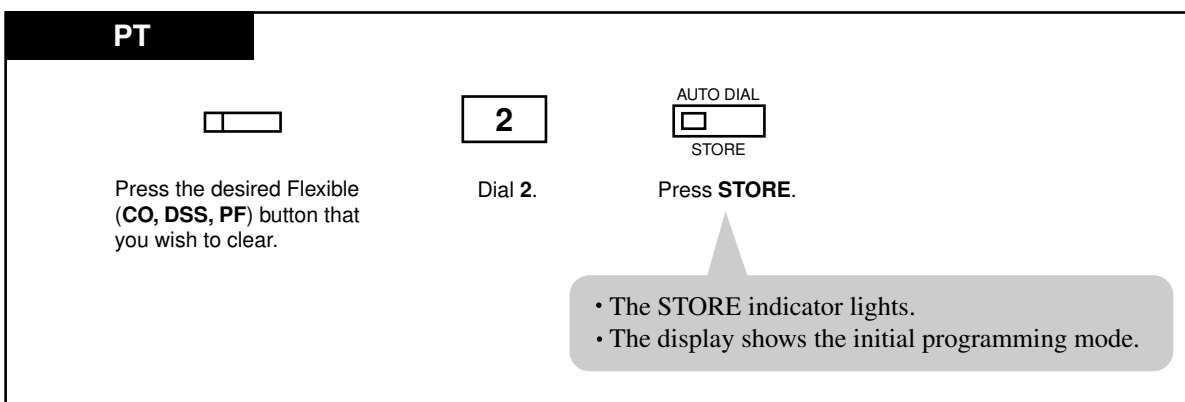 PT
2
AUTO DIAL
STORE
Press the desired Flexible
(CO, DSS, PF) button that
you wish to clear.
Dial 2.
Press STORE.
• The STORE indicator lights.
• The display shows the initial programming mode.